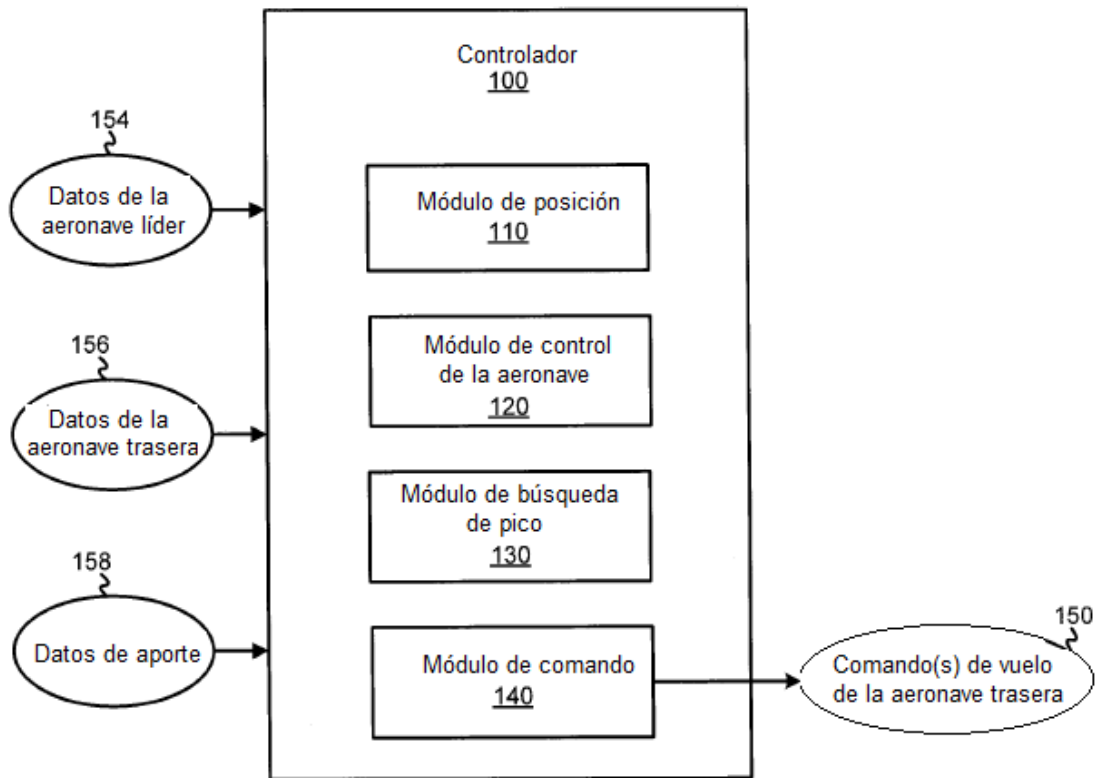 Controlador
100
154
Datos de la
aeronave líder
Módulo de posición
110
156
Datos de la
aeronave trasera
Módulo de control
de la aeronave
120
Módulo de búsqueda
de pico
130
158
Datos de aporte
Módulo de comando
140
150
Comando(s) de vuelo
de la aeronave trasera